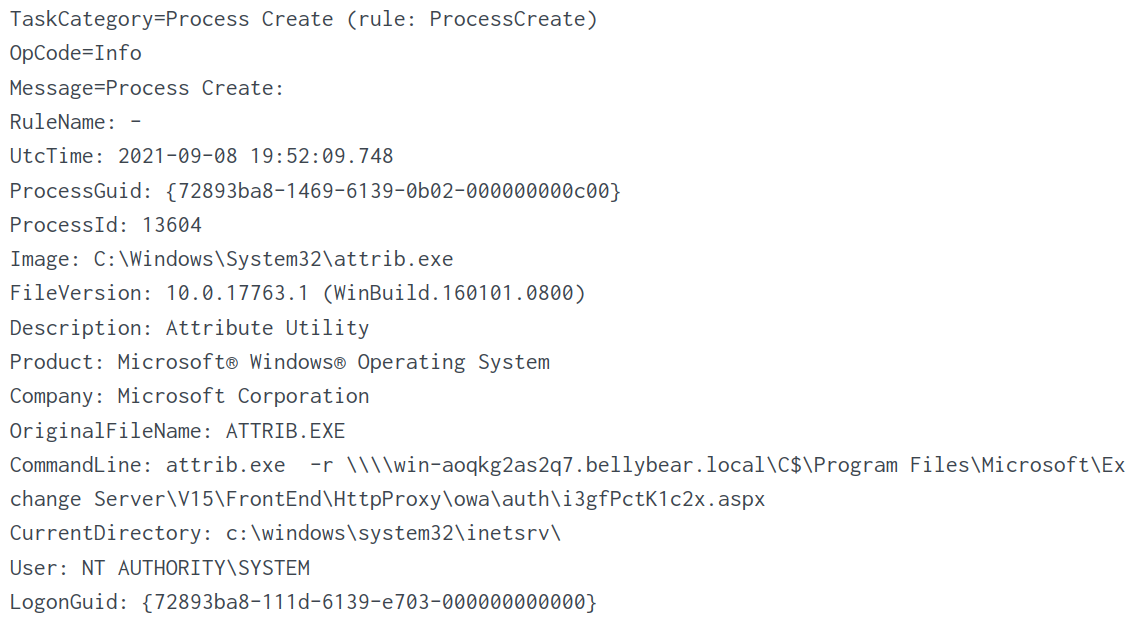 TaskCategory=Process Create (rule: ProcessCreate)
OpCode=Info
Message=Process Create:
RuleName: -
UtcTime: 2021-09-08 19:52:09.748
ProcessGuid: {72893ba8-1469-6139-0b02-000000000c00}
ProcessId: 13604
Image: C:\Windows\System32\attrib.exe
FileVersion: 10.0.17763.1 (WinBuild.160101.0800)
Description: Attribute Utility
Product: Microsoft® Windows® Operating System
Company: Microsoft Corporation
OriginalFileName: ATTRIB.EXE
CommandLine: attrib.exe  -r \\\\win-aoqkg2as2q7.bellybear.local\C$\Program Files\Microsoft\Ex
change Server\V15\FrontEnd\HttpProxy\owa\auth\i3gfPctK1c2x.aspx
CurrentDirectory: c:\windows\system32\inetsrv\
User: NT AUTHORITY\SYSTEM
LogonGuid: {72893ba8-111d-6139-e703-000000000000}